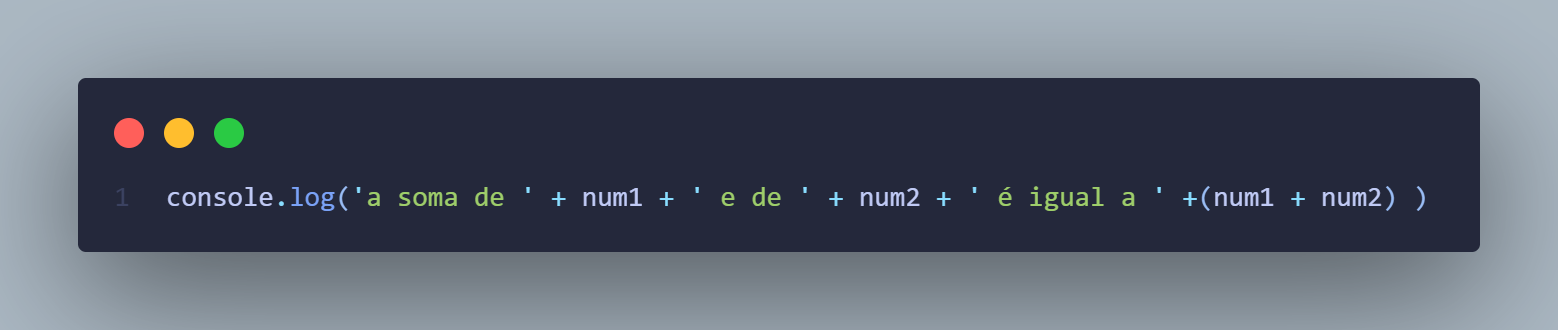 1 console.log('a soma de ' + num1 + ' e de ' + num2 + ' é igual a ' +(num1 + num2) )